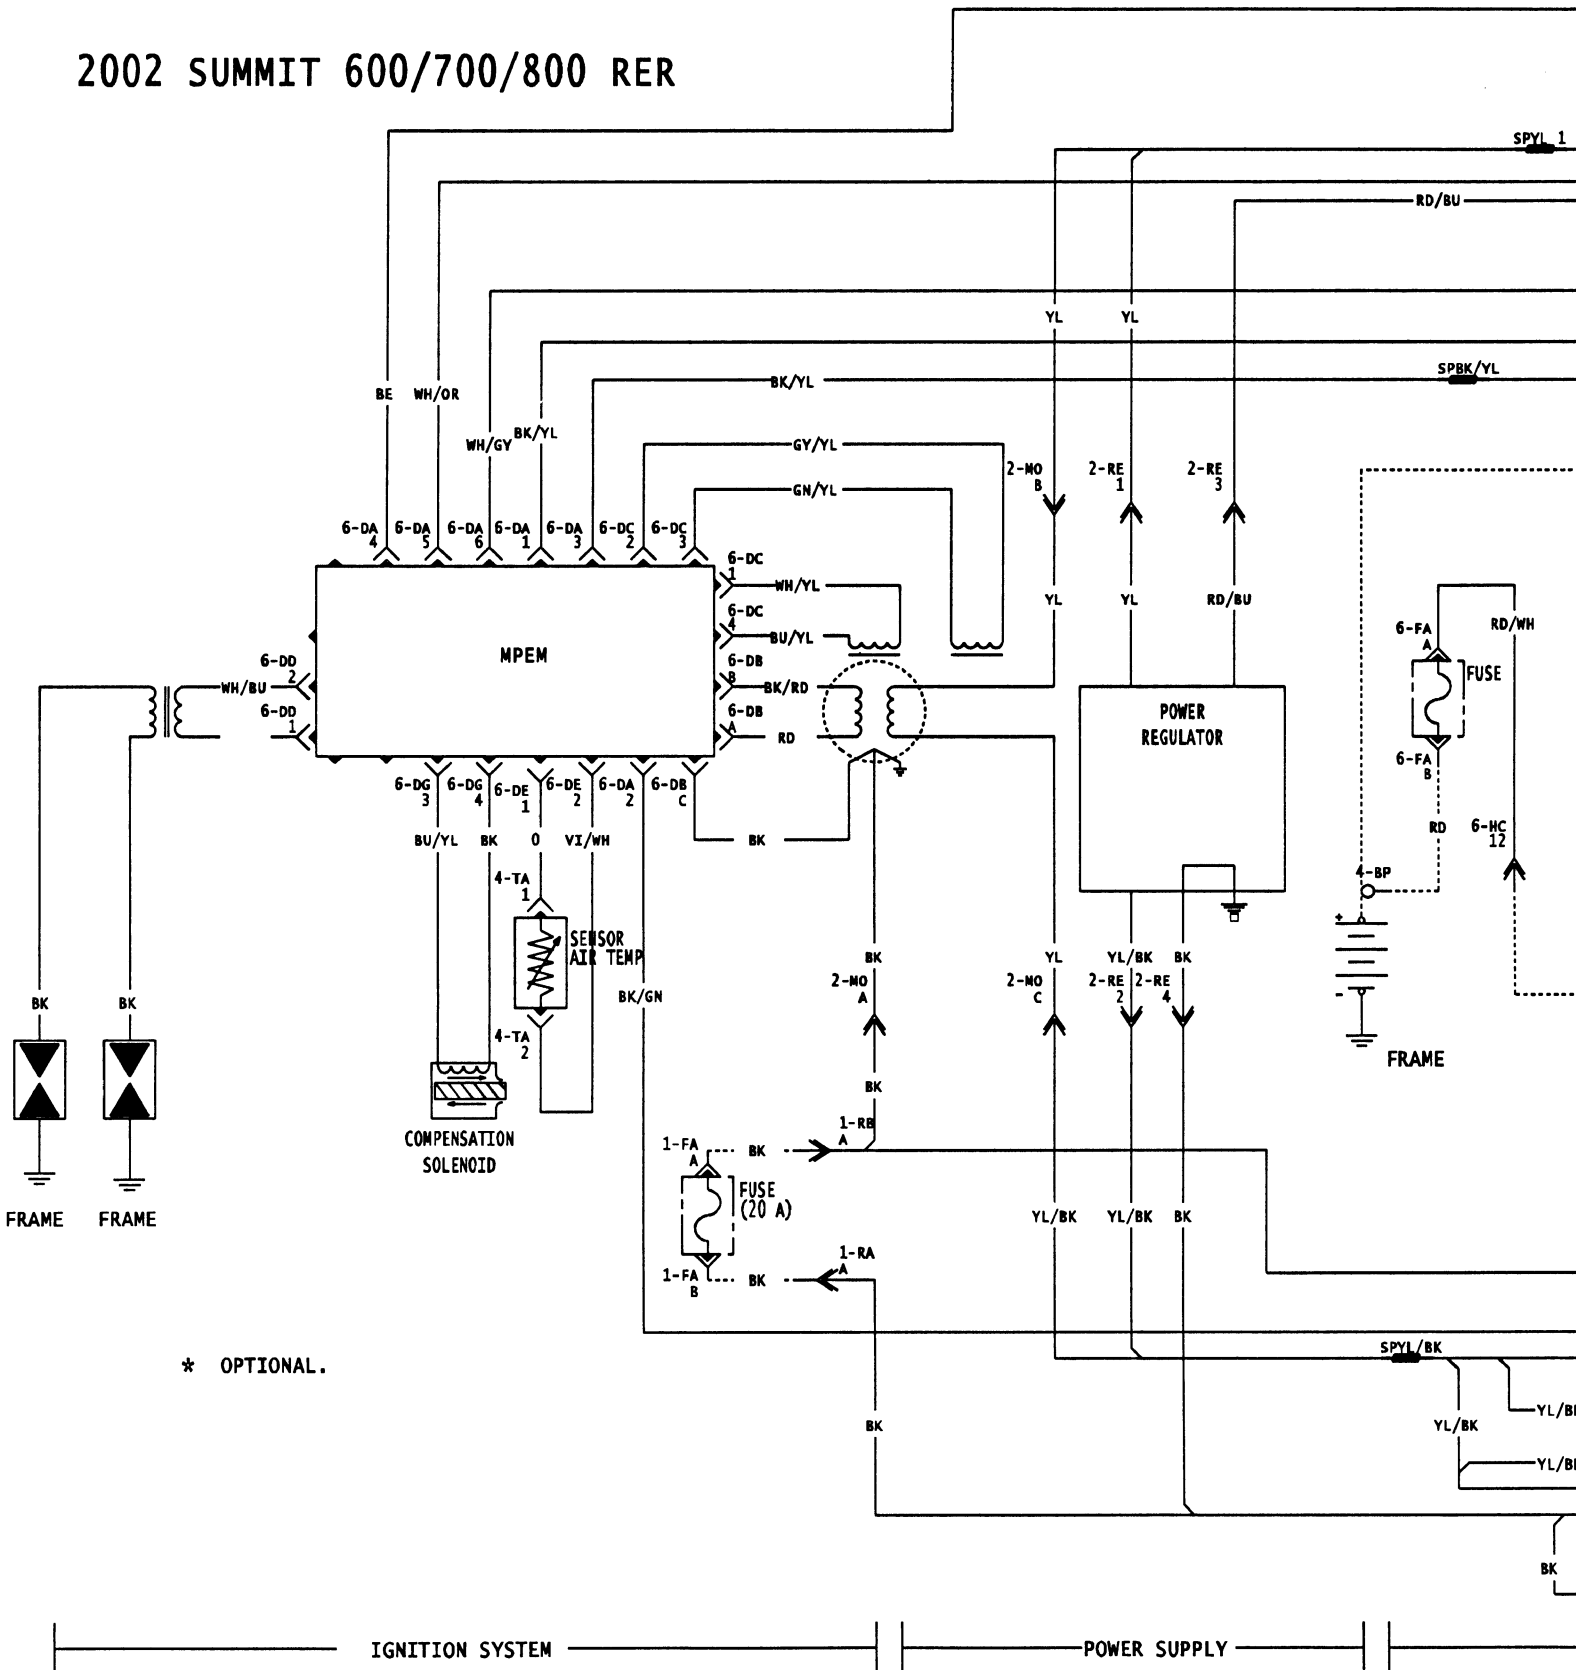 2002 SUMMIT 600/700/800 RER
SPYL 1
RD/BU
YL YL
SPBK/YL
BK/YL
BE WH/OR
BK/YL
WH/GY
GY/YL
2-MO B
2-RE 1
2-RE 3
GN/YL
6-DA 4
6-DA 5
6-DA 6
6-DA 1
6-DA 3
6-DC 2
6-DC 3
6-DC 1
WH/YL
YL YL RD/BU
6-DC 4
BU/YL
6-FA A
RD/WH
MPEM
6-DD 2
WH/BU
6-DB B
BK/RD
FUSE
6-DD 1
6-DB A
RD
POWER
REGULATOR
6-FA B
6-DG 3
6-DG 4
6-DE 1
6-DE 2
6-DA 2
6-DB C
BU/YL BK O VI/WH
BK
RD
6-HC 12
4-TA 1
4-BP
+
SENSOR
AIR TEMP
BK YL YL/BK BK
2-MO A
2-MO C
2-RE 2
2-RE 4
-
BK BK
BK/GN
4-TA 2
FRAME
BK
COMPENSATION
SOLENOID
1-FA A
BK
1-RB A
FUSE
(20 A)
FRAME FRAME
YL/BK YL/BK BK
1-RA A
1-FA B
BK
* OPTIONAL.
SPYL/BK
BK
YL/BK
YL/B
YL/B
BK
IGNITION SYSTEM
POWER SUPPLY